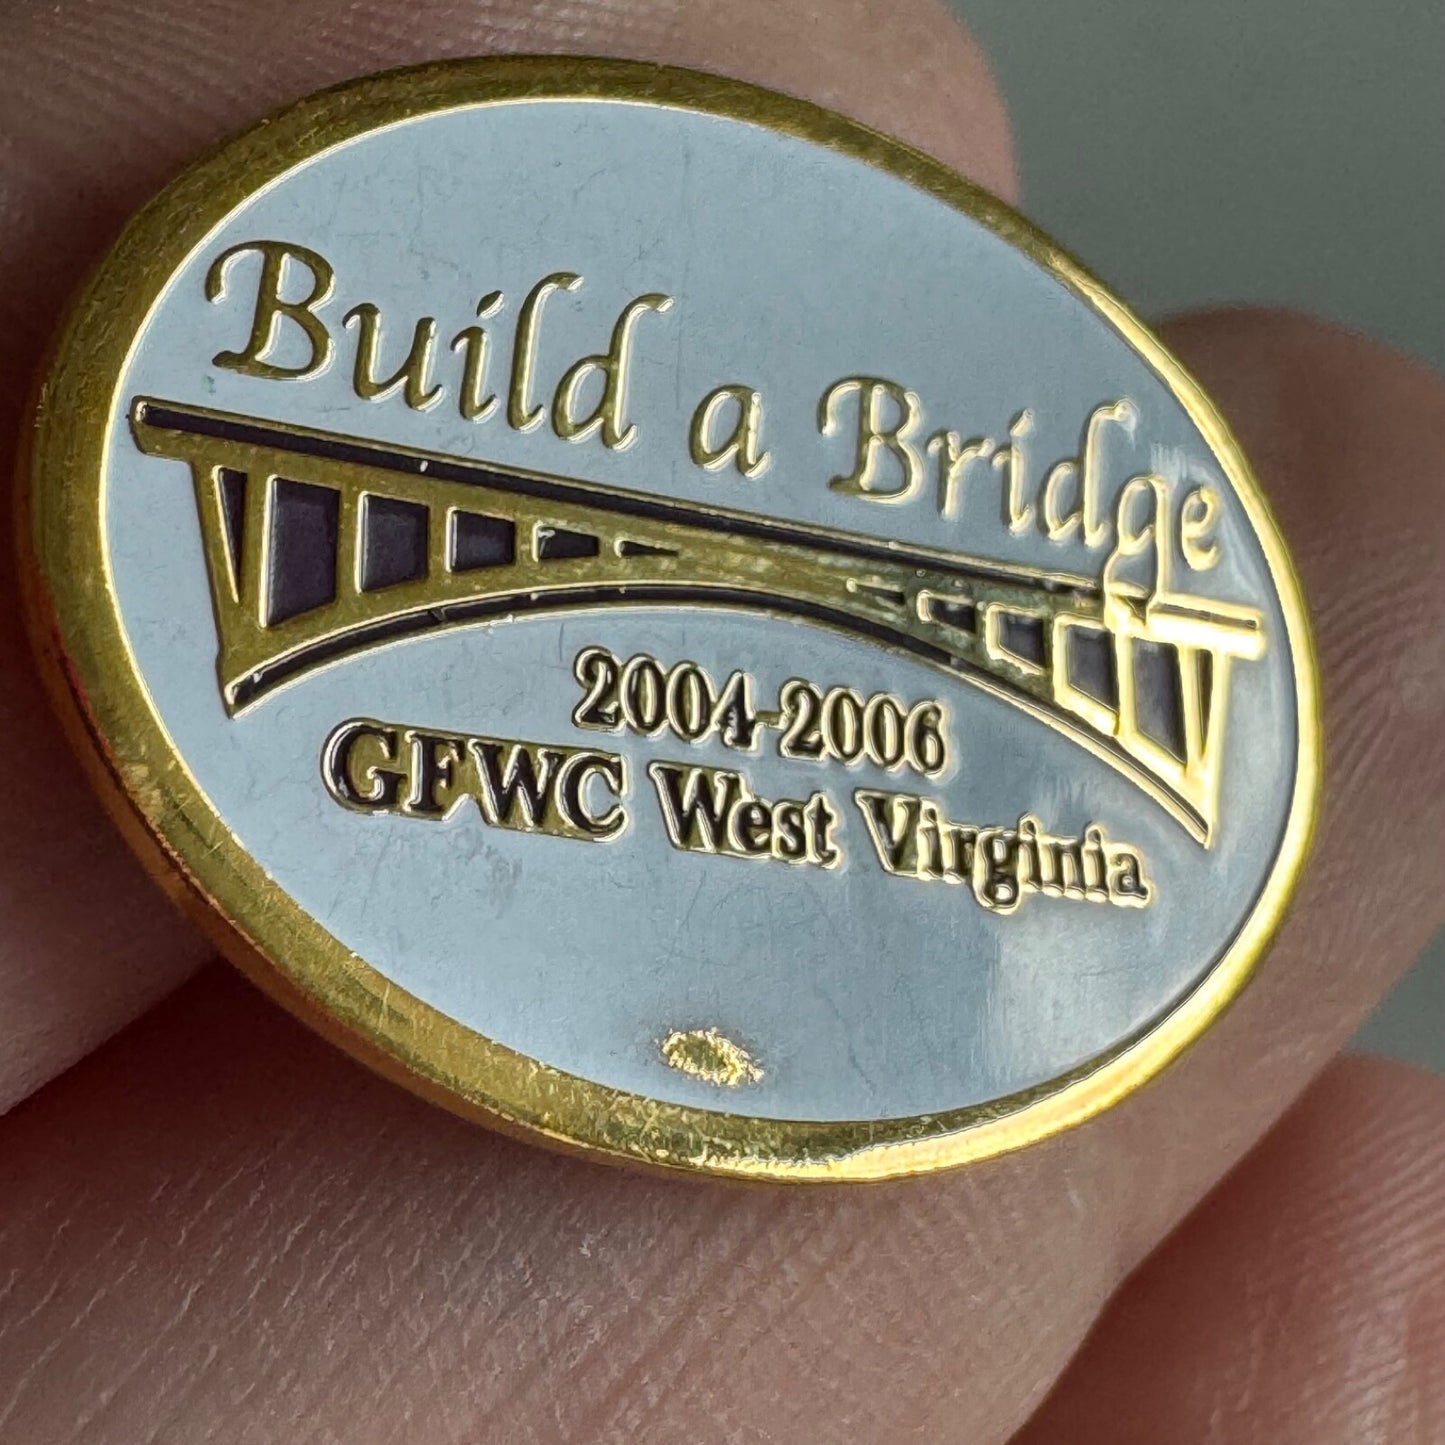 Build a Bridge
2004-2006
GFWC West Virginia